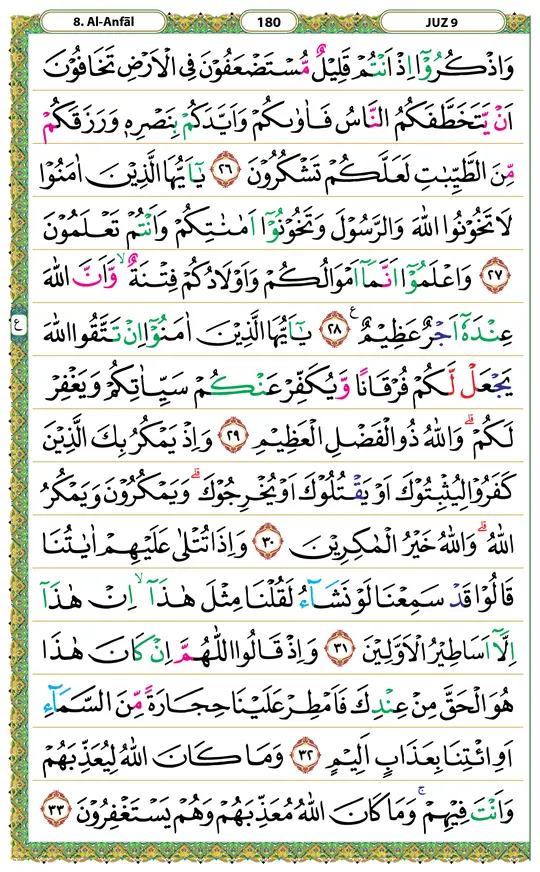 8. Al-Anfāl
180
JUZ 9
وَاذْكُرُوْٓا اِذْ اَنْتُمْ قَلِيْلٌ مُّسْتَضْعَفُوْنَ فِى الْاَرْضِ تَخَافُوْنَ
اَنْ يَّتَخَطَّفَكُمُ النَّاسُ فَاٰوٰىكُمْ وَاَيَّدَكُمْ بِنَصْرِهٖ وَرَزَقَكُمْ
مِّنَ الطَّيِّبٰتِ لَعَلَّكُمْ تَشْكُرُوْنَ ٢٦ يٰٓاَيُّهَا الَّذِيْنَ اٰمَنُوْا
لَا تَخُوْنُوا اللّٰهَ وَالرَّسُوْلَ وَتَخُوْنُوْٓا اَمٰنٰتِكُمْ وَاَنْتُمْ تَعْلَمُوْنَ
٢٧ وَاعْلَمُوْٓا اَنَّمَآ اَمْوَالُكُمْ وَاَوْلَادُكُمْ فِتْنَةٌ ۙ وَّاَنَّ اللّٰهَ
ع
عِنْدَهٗٓ اَجْرٌ عَظِيْمٌ ࣖ ٢٨ يٰٓاَيُّهَا الَّذِيْنَ اٰمَنُوْٓا اِنْ تَتَّقُوا اللّٰهَ
يَجْعَلْ لَّكُمْ فُرْقَانًا وَّيُكَفِّرْ عَنْكُمْ سَيِّاٰتِكُمْ وَيَغْفِرْ
لَكُمْ ۗ وَاللّٰهُ ذُو الْفَضْلِ الْعَظِيْمِ ٢٩ وَاِذْ يَمْكُرُ بِكَ الَّذِيْنَ
كَفَرُوْا لِيُثْبِتُوْكَ اَوْ يَقْتُلُوْكَ اَوْ يُخْرِجُوْكَ ۗ وَيَمْكُرُوْنَ وَيَمْكُرُ
اللّٰهُ ۗ وَاللّٰهُ خَيْرُ الْمٰكِرِيْنَ ٣٠ وَاِذَا تُتْلٰى عَلَيْهِمْ اٰيٰتُنَا
قَالُوْا قَدْ سَمِعْنَا لَوْ نَشَاۤءُ لَقُلْنَا مِثْلَ هٰذَآ ۙ اِنْ هٰذَآ
اِلَّآ اَسَاطِيْرُ الْاَوَّلِيْنَ ٣١ وَاِذْ قَالُوا اللّٰهُمَّ اِنْ كَانَ هٰذَا
هُوَ الْحَقَّ مِنْ عِنْدِكَ فَاَمْطِرْ عَلَيْنَا حِجَارَةً مِّنَ السَّمَاۤءِ
اَوِ ائْتِنَا بِعَذَابٍ اَلِيْمٍ ٣٢ وَمَا كَانَ اللّٰهُ لِيُعَذِّبَهُمْ
وَاَنْتَ فِيْهِمْ ۚ وَمَا كَانَ اللّٰهُ مُعَذِّبَهُمْ وَهُمْ يَسْتَغْفِرُوْنَ ٣٣